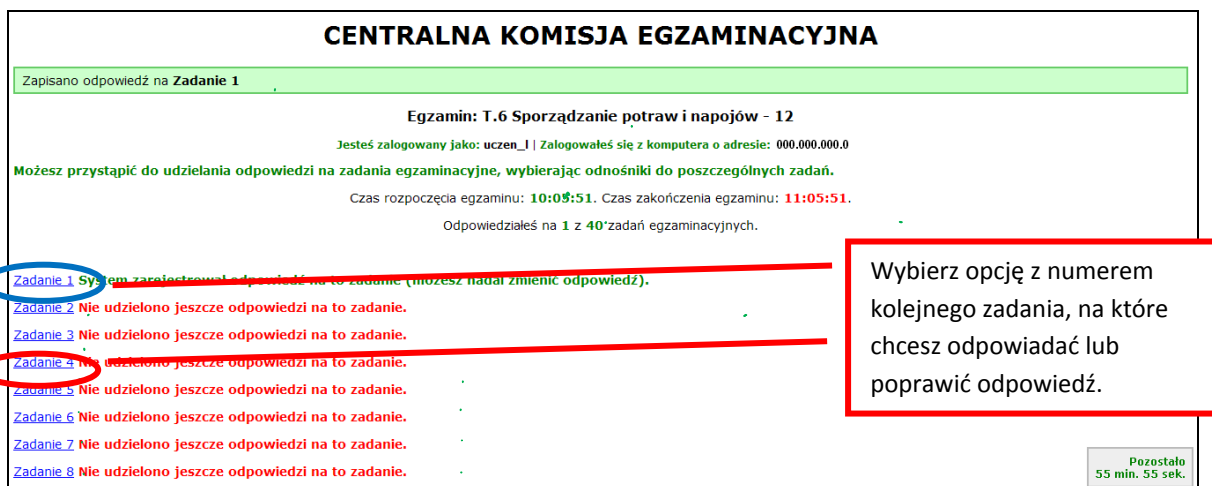 CENTRALNA KOMISJA EGZAMINACYJNA
Zapisano odpowiedź na Zadanie 1
Egzamin: T.6 Sporządzanie potraw i napojów - 12
Jesteś zalogowany jako: uczen_l | Zalogowałeś się z komputera o adresie: 000.000.000.0
Możesz przystąpić do udzielania odpowiedzi na zadania egzaminacyjne, wybierając odnośniki do poszczególnych zadań.
Czas rozpoczęcia egzaminu: 10:05:51. Czas zakończenia egzaminu: 11:05:51.
Odpowiedziałeś na 1 z 40 zadań egzaminacyjnych.
Zadanie 1 System zarejestrował odpowiedź na to zadanie (możesz nadal zmienić odpowiedź).
Zadanie 2 Nie udzielono jeszcze odpowiedzi na to zadanie.
Zadanie 3 Nie udzielono jeszcze odpowiedzi na to zadanie.
Zadanie 4 Nie udzielono jeszcze odpowiedzi na to zadanie.
Zadanie 5 Nie udzielono jeszcze odpowiedzi na to zadanie.
Zadanie 6 Nie udzielono jeszcze odpowiedzi na to zadanie.
Zadanie 7 Nie udzielono jeszcze odpowiedzi na to zadanie.
Zadanie 8 Nie udzielono jeszcze odpowiedzi na to zadanie.
Wybierz opcję z numerem
kolejnego zadania, na które
chcesz odpowiadać lub
poprawić odpowiedź.
Pozostało
55 min. 55 sek.